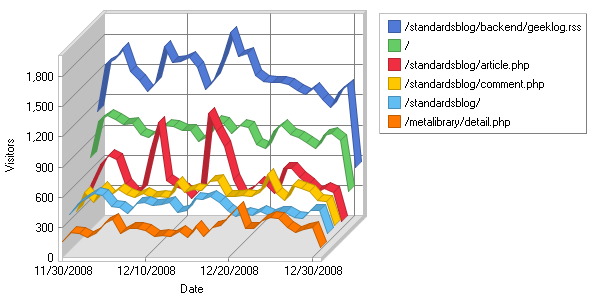 /standardsblog/backend/geeklog.rss
/
/standardsblog/article.php
/standardsblog/comment.php
/standardsblog/
/metalibrary/detail.php
Visitors
1,800
1,500
1,200
900
600
300
0
11/30/2008 12/10/2008 12/20/2008 12/30/2008
Date